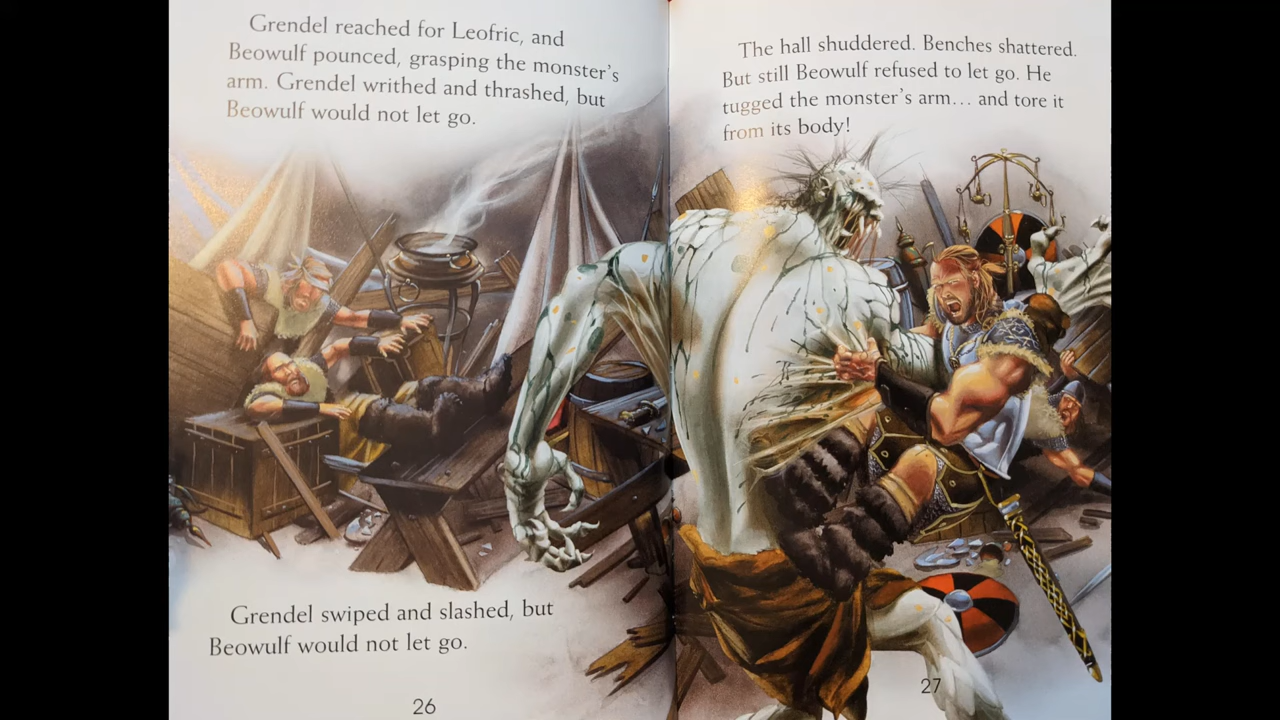 Grendel reached for Leofric, and
Beowulf pounced, grasping the monster's
arm. Grendel writhed and thrashed, but
Beowulf would not let go.
Grendel swiped and slashed, but
Beowulf would not let go.
26
The hall shuddered. Benches shattered.
But still Beowulf refused to let go. He
tugged the monster's arm... and tore it
from its body!
27